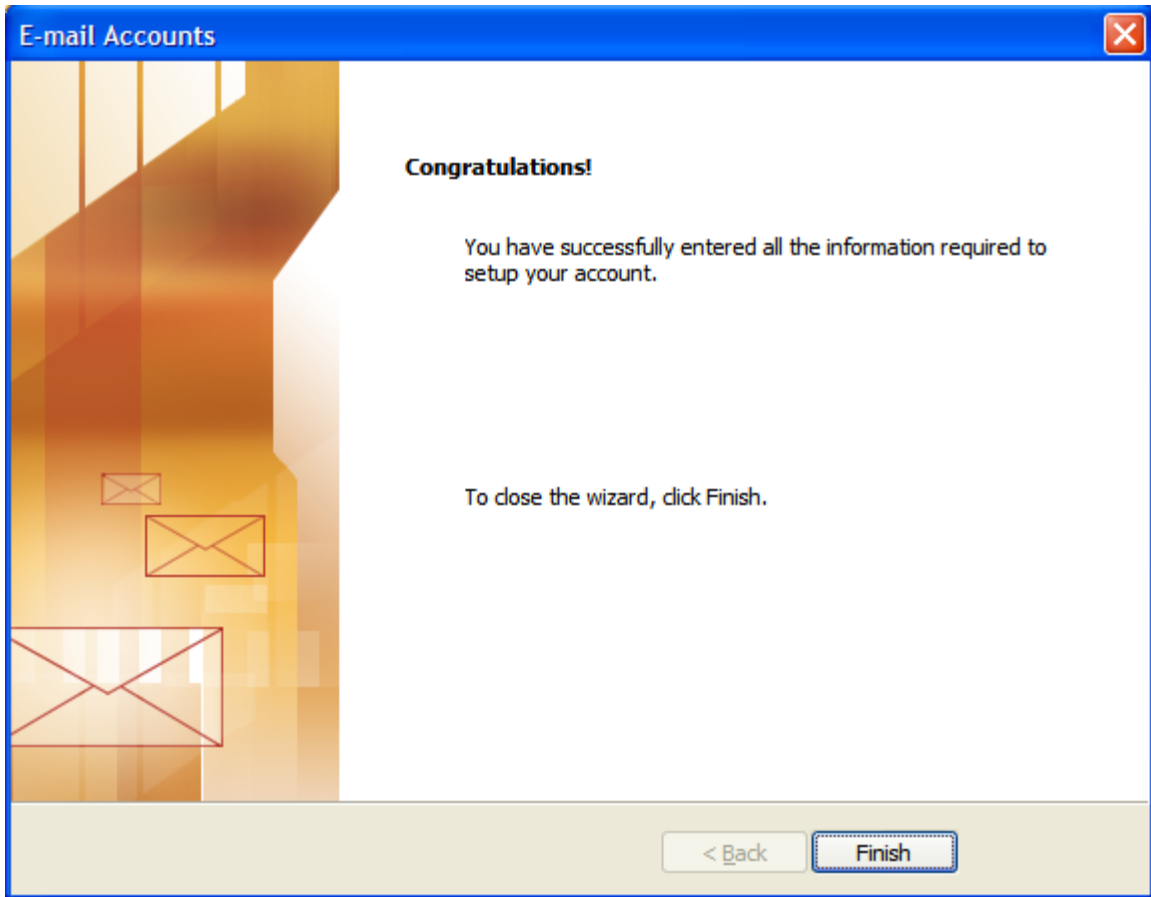 E-mail Accounts
Congratulations!
You have successfully entered all the information required to
setup your account.
To close the wizard, click Finish.
< Back
Finish